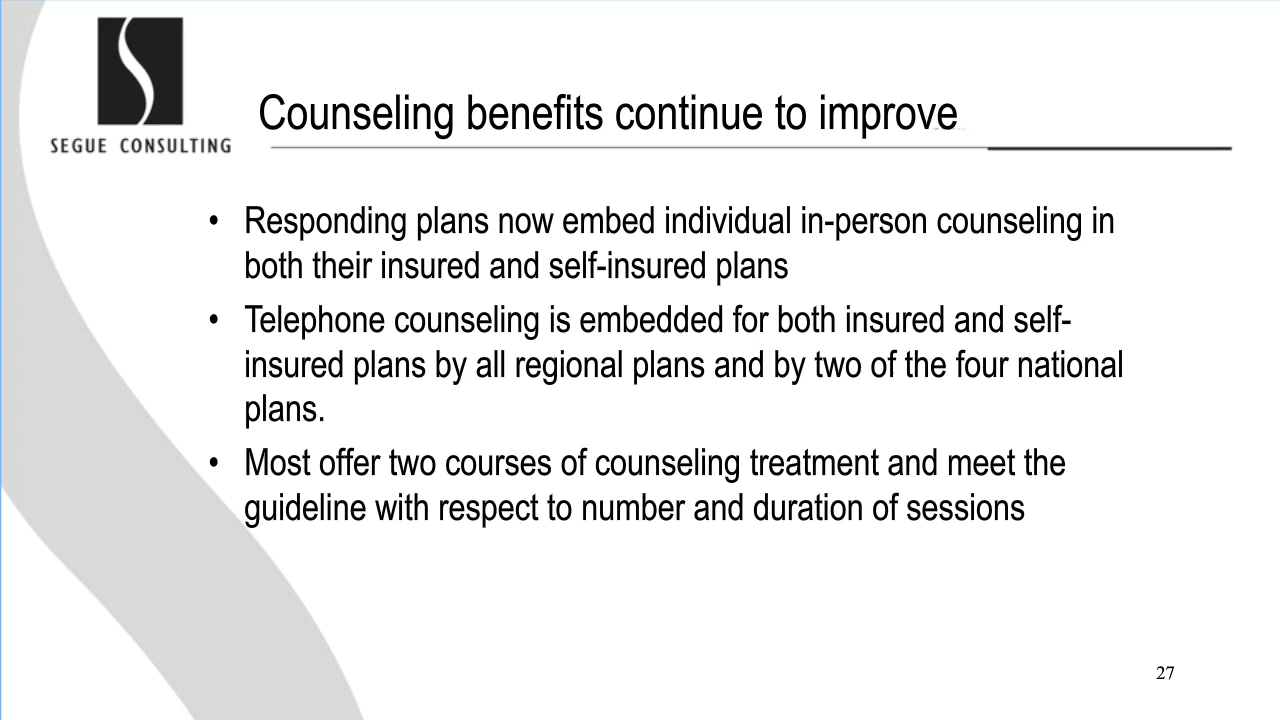 SEGUE CONSULTING
Counseling benefits continue to improve
• Responding plans now embed individual in-person counseling in
both their insured and self-insured plans
• Telephone counseling is embedded for both insured and self-
insured plans by all regional plans and by two of the four national
plans.
• Most offer two courses of counseling treatment and meet the
guideline with respect to number and duration of sessions
27